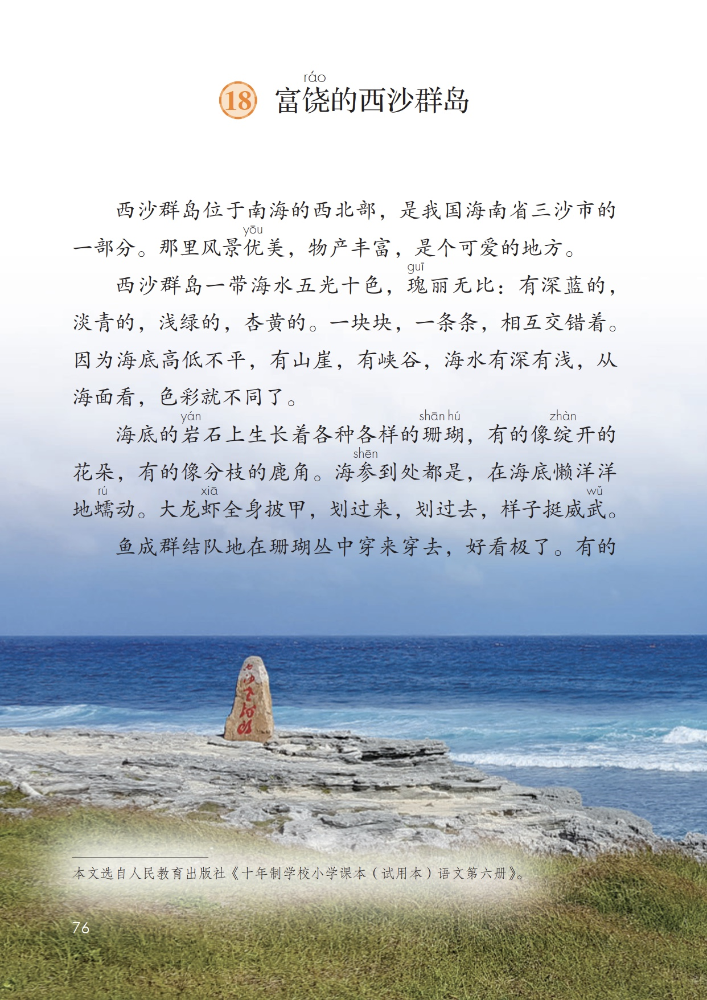 ráo
18 富饶的西沙群岛
西沙群岛位于南海的西北部，是我国海南省三沙市的
yōu
一部分。那里风景优美，物产丰富，是个可爱的地方。
guī
西沙群岛一带海水五光十色，瑰丽无比：有深蓝的，
淡青的，浅绿的，杏黄的。一块块，一条条，相互交错着。
因为海底高低不平，有山崖，有峡谷，海水有深有浅，从
海面看，色彩就不同了。
yán shān hú zhàn
海底的岩石上生长着各种各样的珊瑚，有的像绽开的
shēn
花朵，有的像分枝的鹿角。海参到处都是，在海底懒洋洋
rú xiā wǔ
地蠕动。大龙虾全身披甲，划过来，划过去，样子挺威武。
鱼成群结队地在珊瑚丛中穿来穿去，好看极了。有的
本文选自人民教育出版社《十年制学校小学课本（试用本）语文第六册》。
76